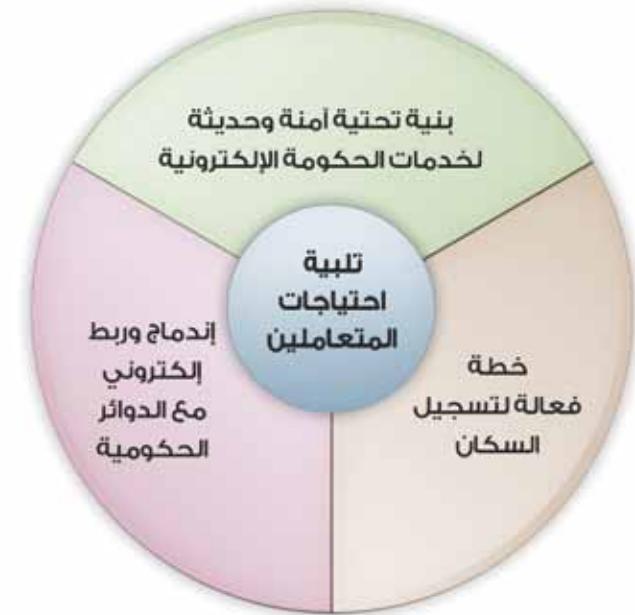 بنية تحتية آمنة وحديثة
لخدمات الحكومة الإلكترونية
تلبية
احتياجات
المتعاملين
خطة
فعالة لتسجيل
السكان
إندماج وربط
إلكتروني
مع الدوائر
الحكومية